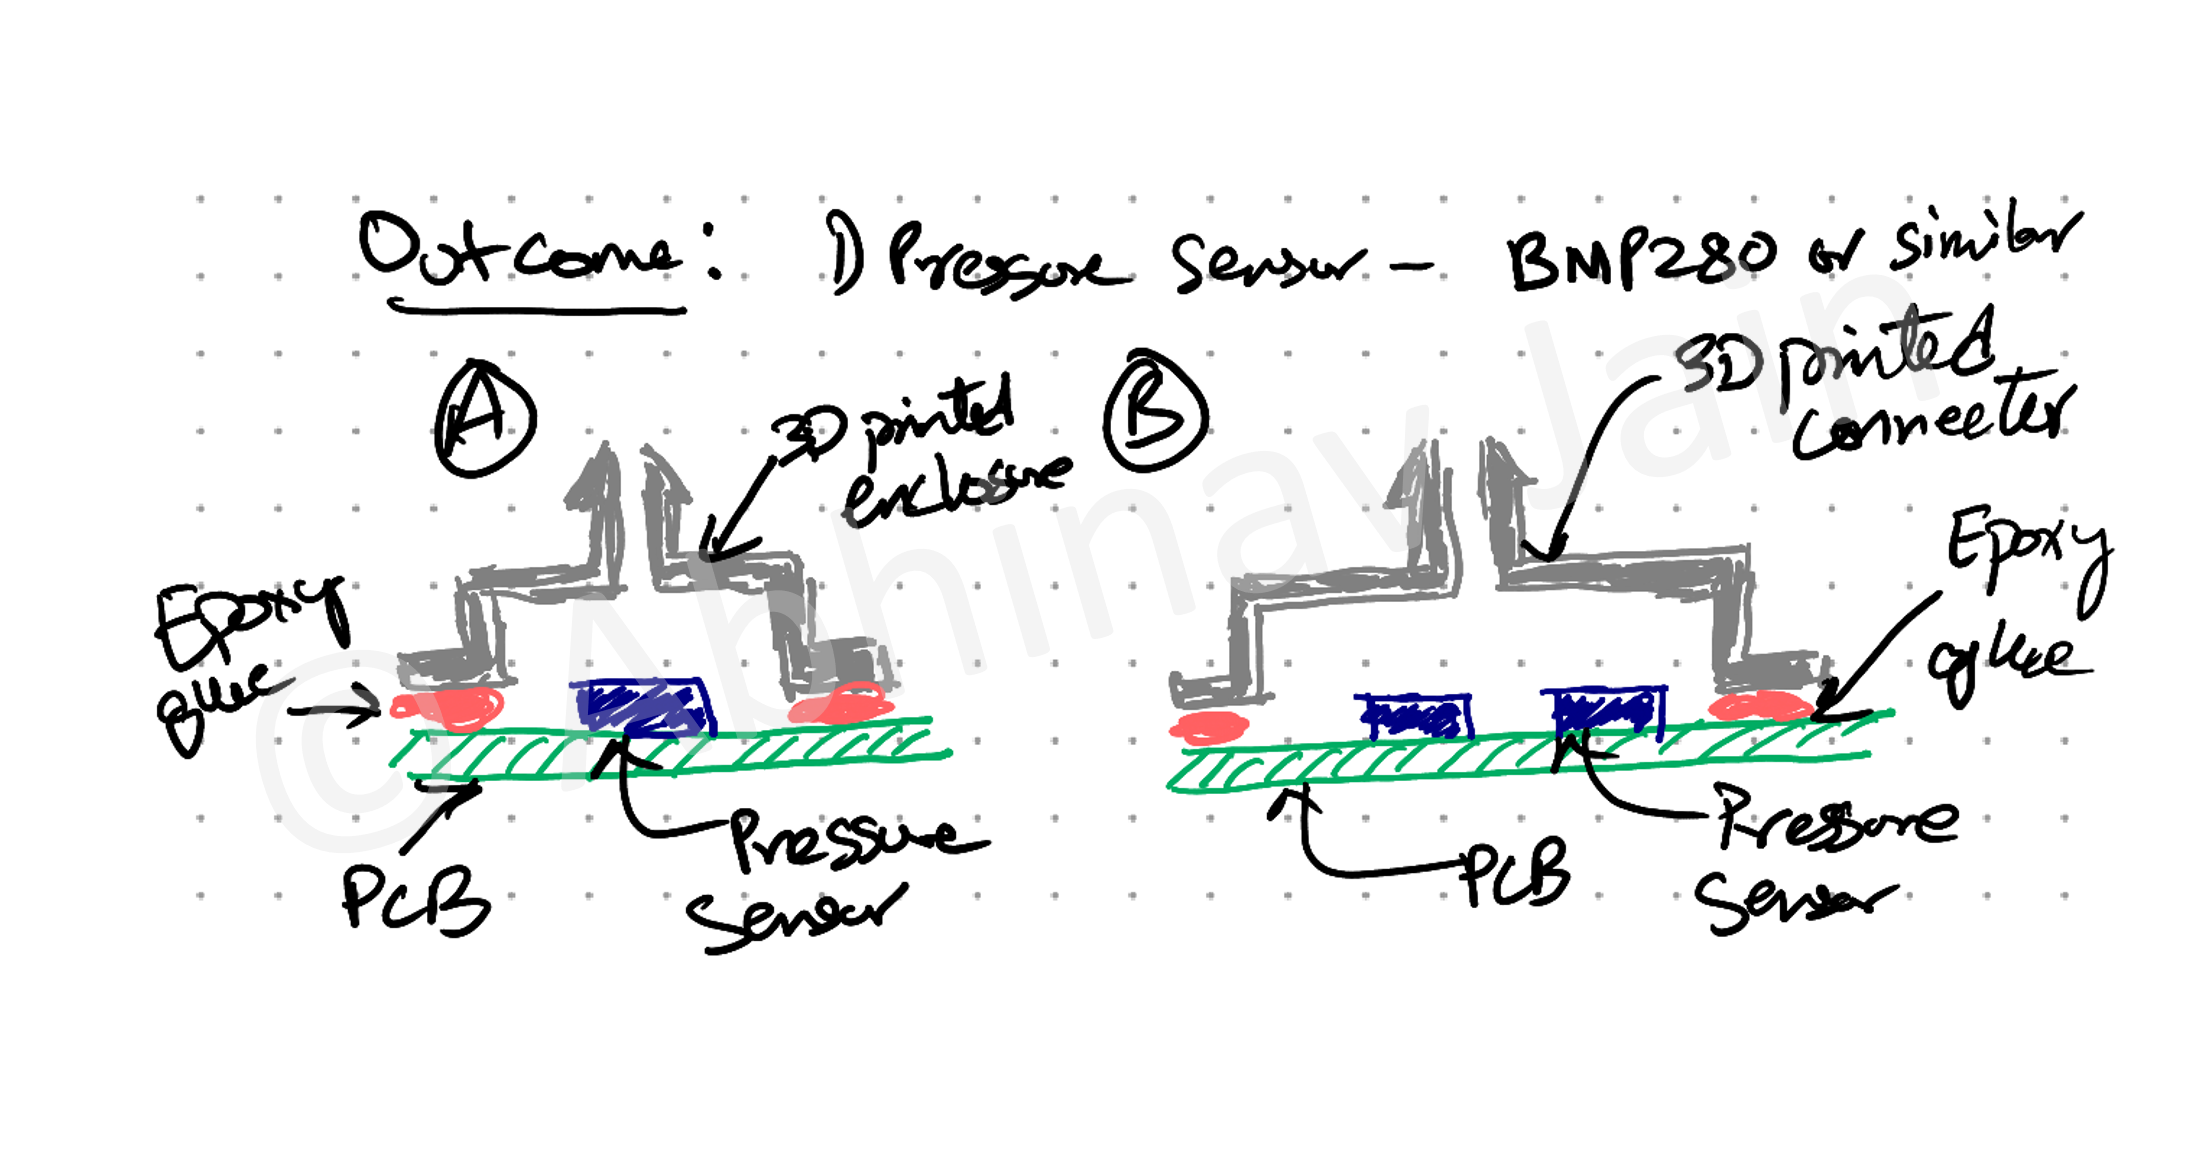 Outcome: 1) Pressure Sensor - BMP280 or similar
A
3D printed
enclosure
B
3D printed
connector
Epoxy
glue
Epoxy
glue
PCB
Pressure
Sensor
PCB
Pressure
Sensor
© Abhinav Jain